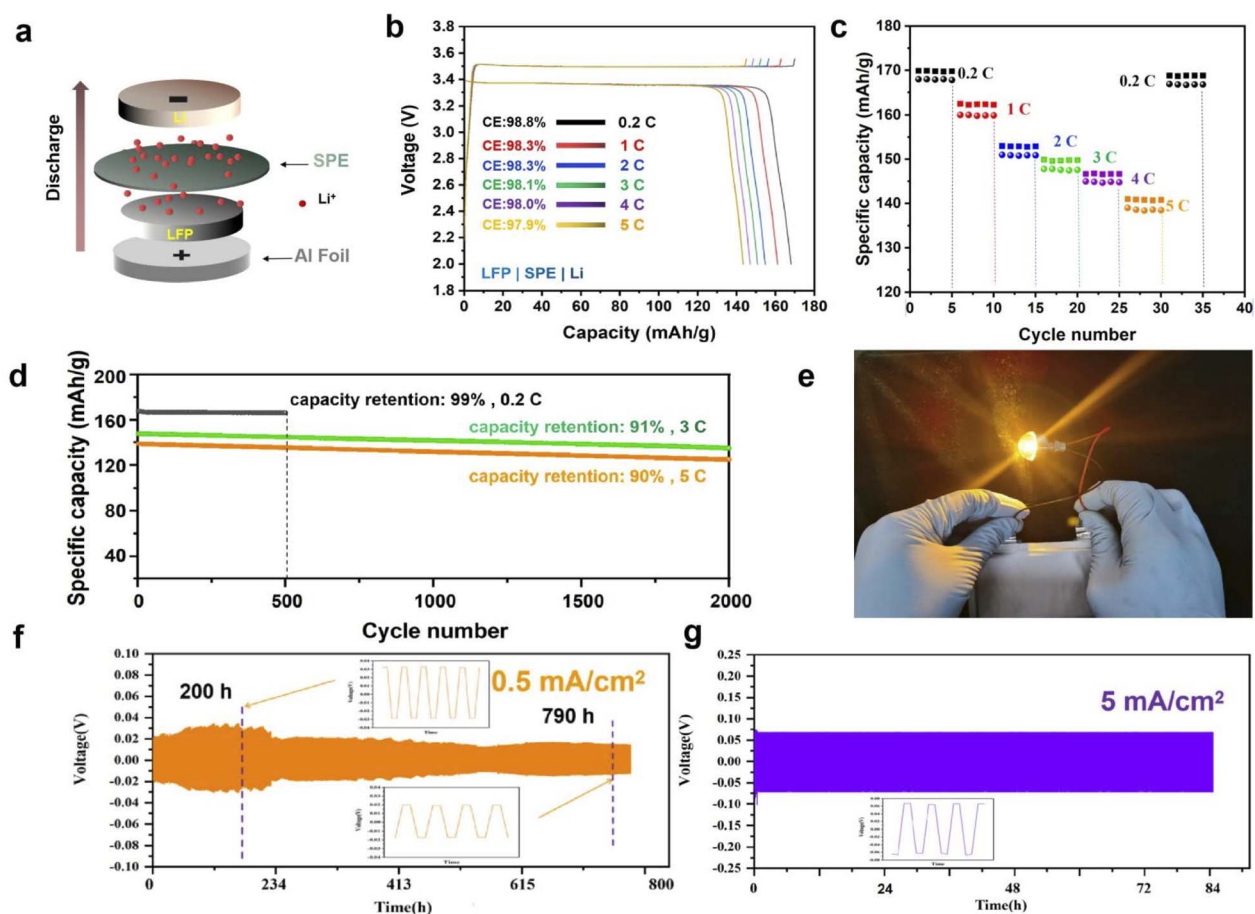 a
Discharge
Li
SPE
Li⁺
LFP
Al Foil
b
Voltage (V)
3.8
3.6
3.4
3.2
3.0
2.8
2.6
2.4
2.2
2.0
1.8
CE:98.8% 0.2 C
CE:98.3% 1 C
CE:98.3% 2 C
CE:98.1% 3 C
CE:98.0% 4 C
CE:97.9% 5 C
LFP | SPE | Li
0 20 40 60 80 100 120 140 160 180
Capacity (mAh/g)
c
Specific capacity (mAh/g)
180
170
160
150
140
130
120
0.2 C
1 C
2 C
3 C
4 C
5 C
0.2 C
0 5 10 15 20 25 30 35 40
Cycle number
d
Specific capacity (mAh/g)
200
160
120
80
40
capacity retention: 99% , 0.2 C
capacity retention: 91% , 3 C
capacity retention: 90% , 5 C
0 500 1000 1500 2000
Cycle number
e
f
Voltage(V)
0.10
0.08
0.06
0.04
0.02
0.00
-0.02
-0.04
-0.06
-0.08
-0.10
200 h
0.5 mA/cm²
790 h
Voltage(V)
Time
Voltage(V)
Time
0 234 413 615 800
Time(h)
g
Voltage(V)
0.25
0.20
0.15
0.10
0.05
0.00
-0.05
-0.10
-0.15
-0.20
-0.25
5 mA/cm²
Voltage(V)
Time
0 24 48 72 84
Time(h)